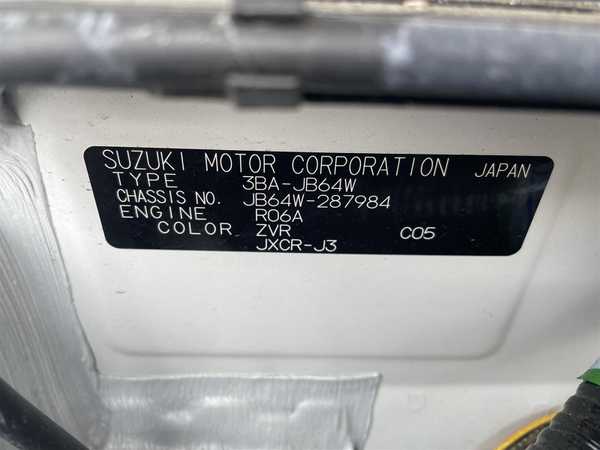 SUZUKI MOTOR CORPORATION JAPAN
TYPE 3BA-JB64W
CHASSIS NO. JB64W-287984
ENGINE R06A
COLOR ZVR C05
JXCR-J3